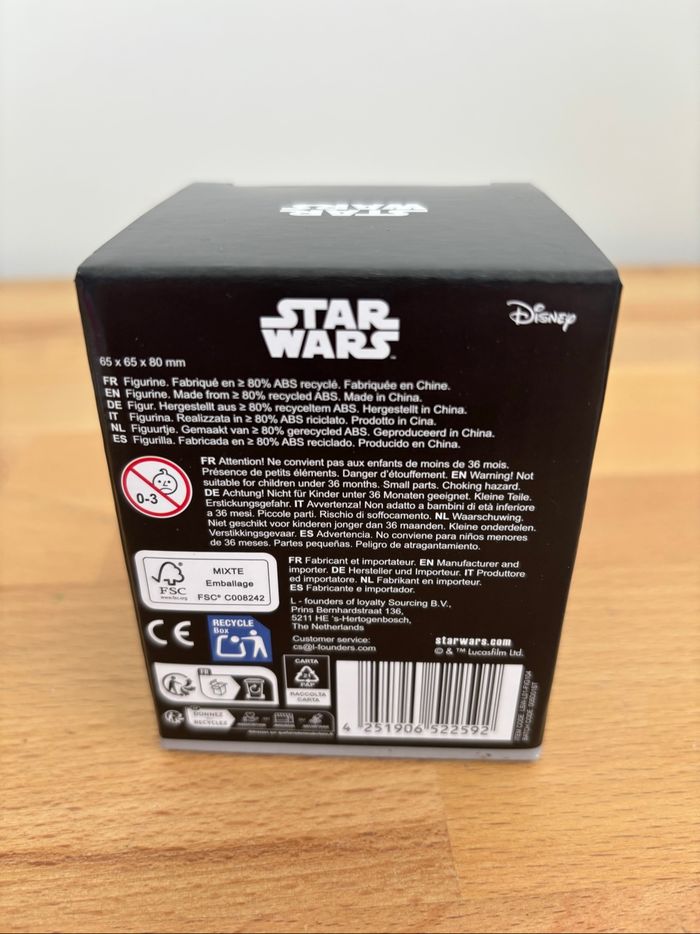 STAR
WARS
STAR
WARS
Disney
65 x 65 x 80 mm
FR Figurine. Fabriqué en ≥ 80% ABS recyclé. Fabriquée en Chine.
EN Figurine. Made from ≥ 80% recycled ABS. Made in China.
DE Figur. Hergestellt aus ≥ 80% recyceltem ABS. Hergestellt in China.
IT Figurina. Realizzata in ≥ 80% ABS riciclato. Prodotto in Cina.
NL Figuurtje. Gemaakt van ≥ 80% gerecycled ABS. Geproduceerd in China.
ES Figurilla. Fabricada en ≥ 80% ABS reciclado. Producido en China.
0-3
FR Attention! Ne convient pas aux enfants de moins de 36 mois.
Présence de petits éléments. Danger d'étouffement. EN Warning! Not
suitable for children under 36 months. Small parts. Choking hazard.
DE Achtung! Nicht für Kinder unter 36 Monaten geeignet. Kleine Teile.
Erstickungsgefahr. IT Avvertenza! Non adatto a bambini di età inferiore
a 36 mesi. Piccole parti. Rischio di soffocamento. NL Waarschuwing.
Niet geschikt voor kinderen jonger dan 36 maanden. Kleine onderdelen.
Verstikkingsgevaar. ES Advertencia. No conviene para niños menores
de 36 meses. Partes pequeñas. Peligro de atragantamiento.
FSC
www.fsc.org
MIXTE
Emballage
FSC® C008242
FR Fabricant et importateur. EN Manufacturer and
importer. DE Hersteller und Importeur. IT Produttore
ed importatore. NL Fabrikant en importeur.
ES Fabricante e importador.
L - founders of loyalty Sourcing B.V.,
Prins Bernhardstraat 136,
5211 HE 's-Hertogenbosch,
The Netherlands
Customer service:
cs@l-founders.com
CE
RECYCLE
Box
starwars.com
© & ™ Lucasfilm Ltd.
FR
CARTA
21
PAP
RACCOLTA
CARTA
DONNEZ
RECYCLEZ
4 251906 522592